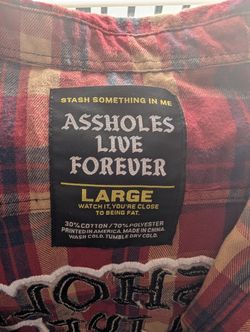 STASH SOMETHING IN ME
ASSHOLES
LIVE
FOREVER
LARGE
WATCH IT, YOU'RE CLOSE
TO BEING FAT.
30% COTTON / 70% POLYESTER
PRINTED IN AMERICA. MADE IN CHINA.
WASH COLD. TUMBLE DRY COLD.